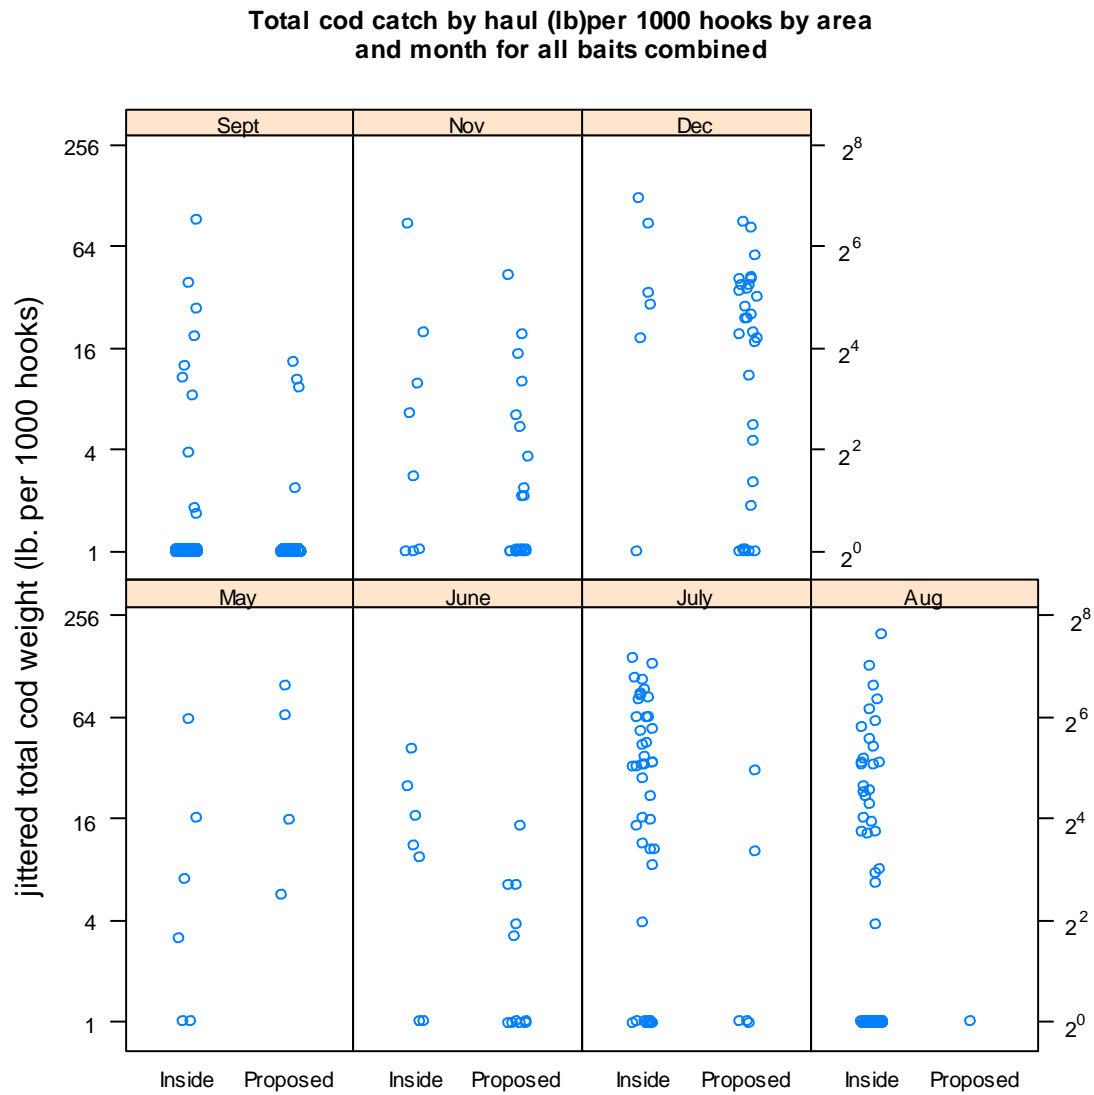 Total cod catch by haul (lb)per 1000 hooks by area
and month for all baits combined
jittered total cod weight (lb. per 1000 hooks)
Sept Nov Dec
256 2^8
64 2^6
16 2^4
4 2^2
1 2^0
May June July Aug
256 2^8
64 2^6
16 2^4
4 2^2
1 2^0
Inside Proposed Inside Proposed Inside Proposed Inside Proposed